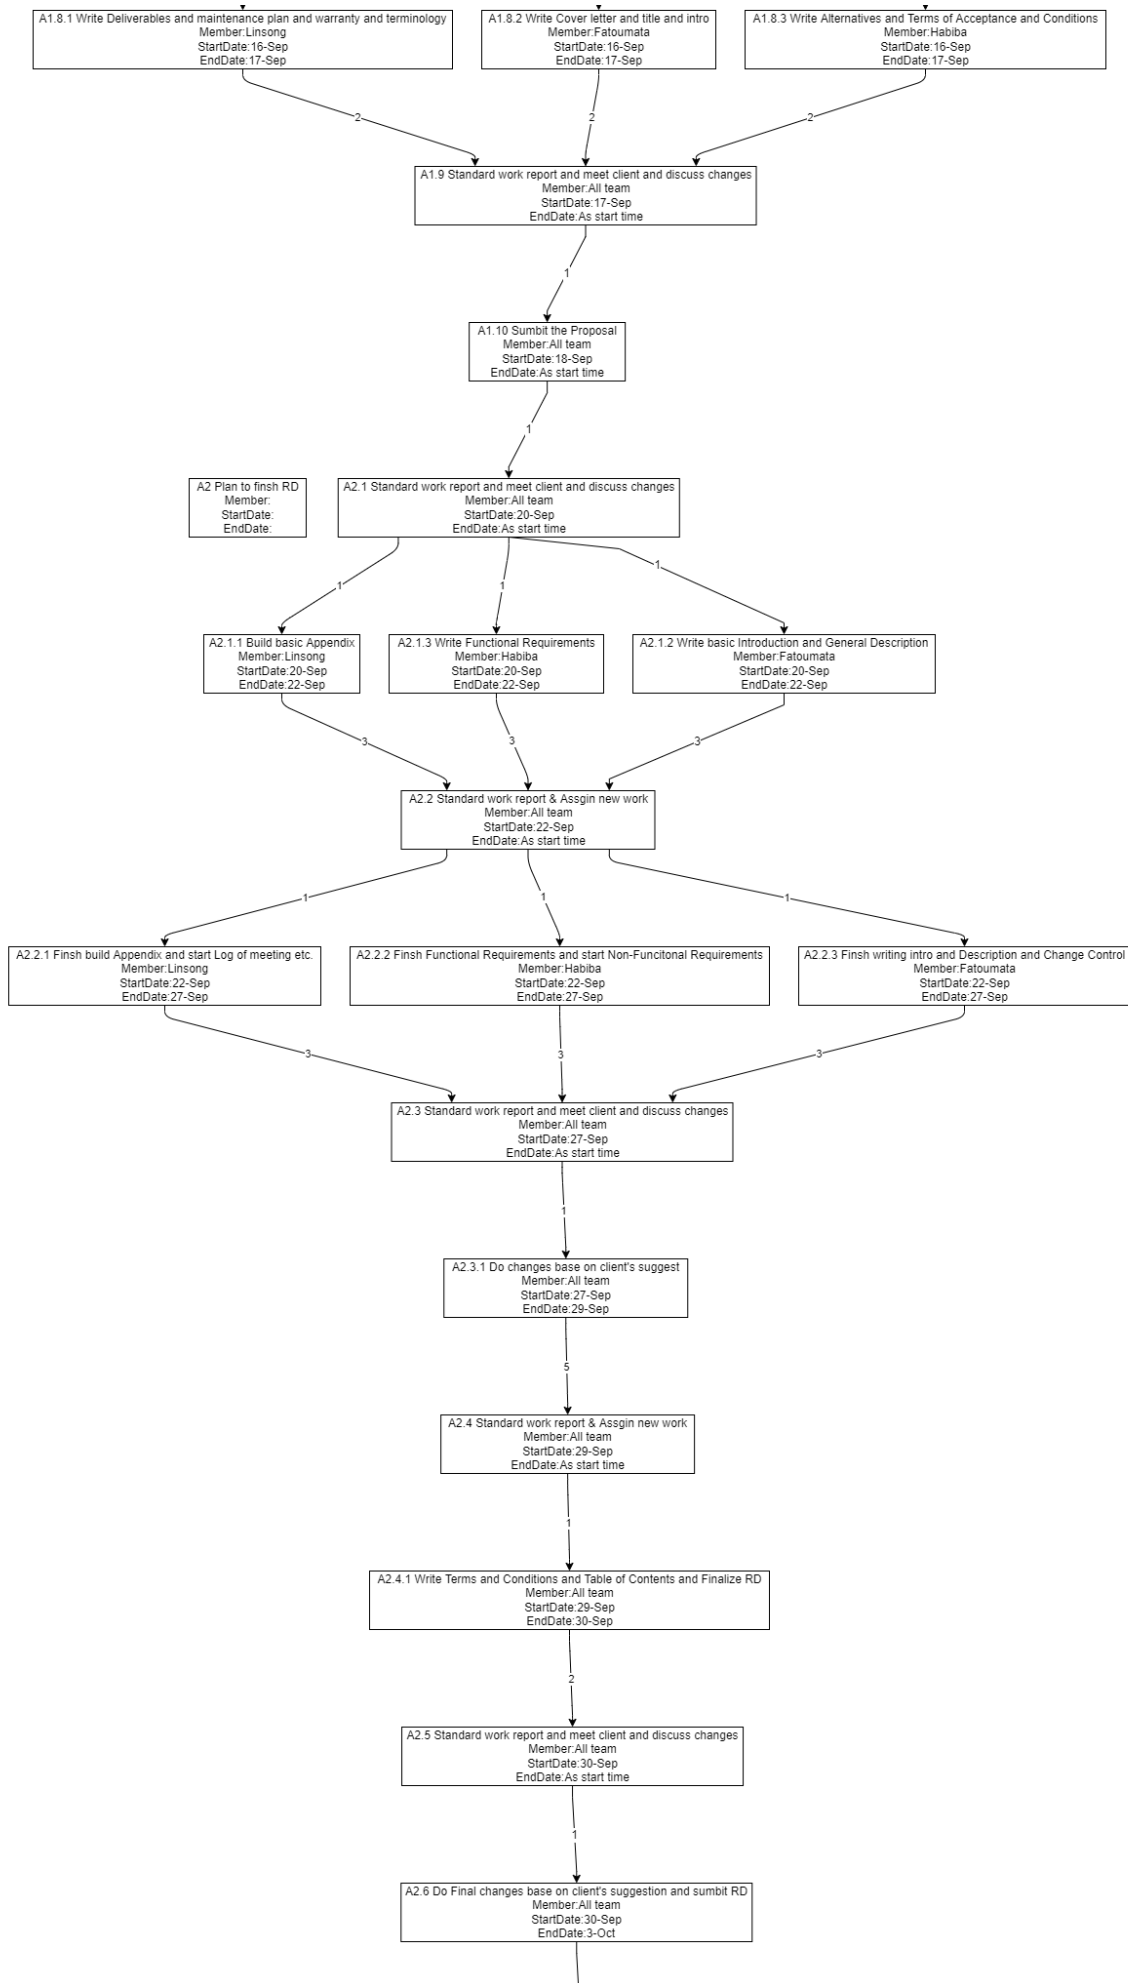 A1.8.1 Write Deliverables and maintenance plan and warranty and terminology
Member:Linsong
StartDate:16-Sep
EndDate:17-Sep
A1.8.2 Write Cover letter and title and intro
Member:Fatoumata
StartDate:16-Sep
EndDate:17-Sep
A1.8.3 Write Alternatives and Terms of Acceptance and Conditions
Member:Habiba
StartDate:16-Sep
EndDate:17-Sep
2
2
2
A1.9 Standard work report and meet client and discuss changes
Member:All team
StartDate:17-Sep
EndDate:As start time
1
A1.10 Sumbit the Proposal
Member:All team
StartDate:18-Sep
EndDate:As start time
1
A2 Plan to finsh RD
Member:
StartDate:
EndDate:
A2.1 Standard work report and meet client and discuss changes
Member:All team
StartDate:20-Sep
EndDate:As start time
1
1
1
A2.1.1 Build basic Appendix
Member:Linsong
StartDate:20-Sep
EndDate:22-Sep
A2.1.3 Write Functional Requirements
Member:Habiba
StartDate:20-Sep
EndDate:22-Sep
A2.1.2 Write basic Introduction and General Description
Member:Fatoumata
StartDate:20-Sep
EndDate:22-Sep
3
3
3
A2.2 Standard work report & Assgin new work
Member:All team
StartDate:22-Sep
EndDate:As start time
1
1
1
A2.2.1 Finsh build Appendix and start Log of meeting etc.
Member:Linsong
StartDate:22-Sep
EndDate:27-Sep
A2.2.2 Finsh Functional Requirements and start Non-Funcitonal Requirements
Member:Habiba
StartDate:22-Sep
EndDate:27-Sep
A2.2.3 Finsh writing intro and Description and Change Control
Member:Fatoumata
StartDate:22-Sep
EndDate:27-Sep
3
3
3
A2.3 Standard work report and meet client and discuss changes
Member:All team
StartDate:27-Sep
EndDate:As start time
1
A2.3.1 Do changes base on client's suggest
Member:All team
StartDate:27-Sep
EndDate:29-Sep
5
A2.4 Standard work report & Assgin new work
Member:All team
StartDate:29-Sep
EndDate:As start time
1
A2.4.1 Write Terms and Conditions and Table of Contents and Finalize RD
Member:All team
StartDate:29-Sep
EndDate:30-Sep
2
A2.5 Standard work report and meet client and discuss changes
Member:All team
StartDate:30-Sep
EndDate:As start time
1
A2.6 Do Final changes base on client's suggestion and sumbit RD
Member:All team
StartDate:30-Sep
EndDate:3-Oct